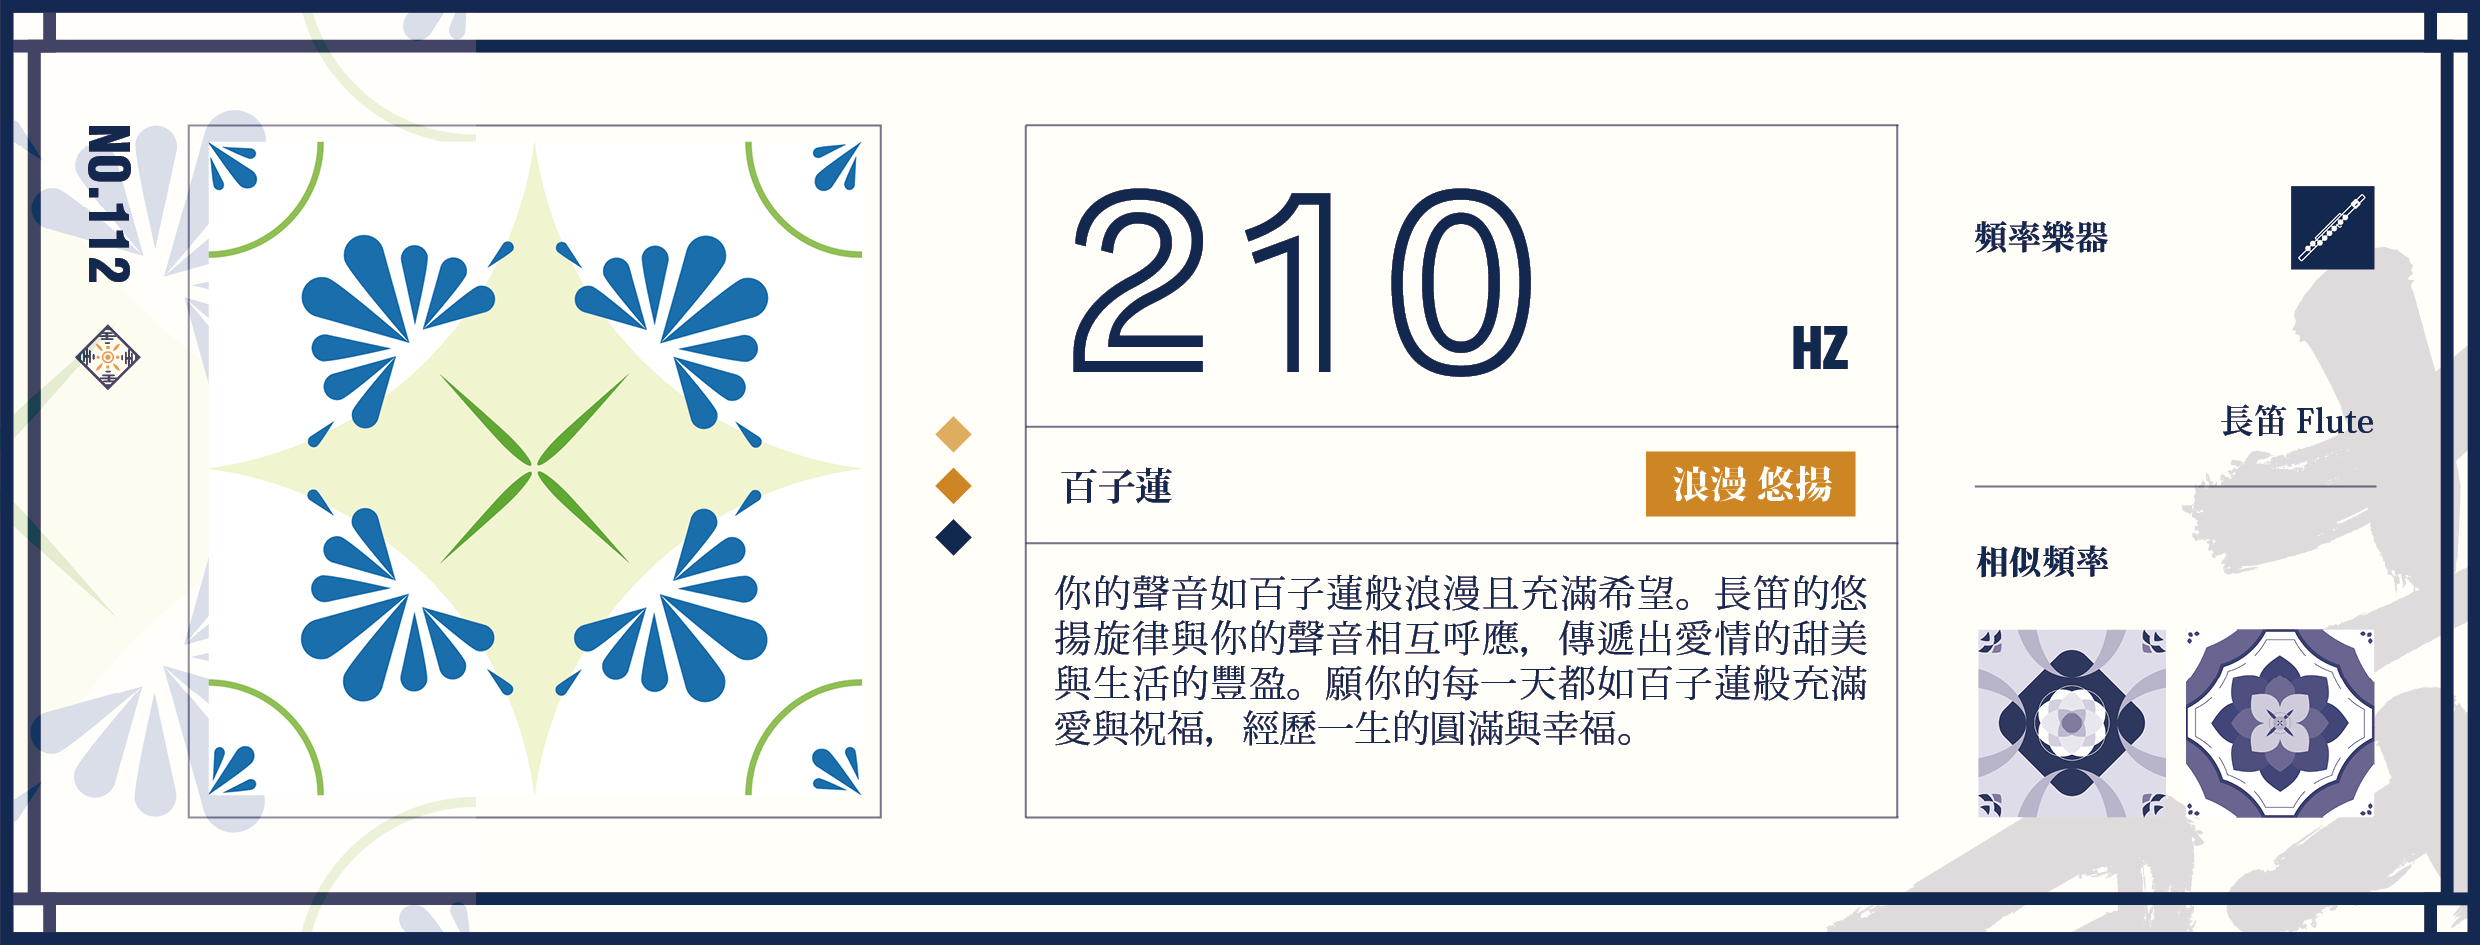 NO.112
210
HZ
百子蓮
浪漫 悠揚
你的聲音如百子蓮般浪漫且充滿希望。長笛的悠
揚旋律與你的聲音相互呼應，傳遞出愛情的甜美
與生活的豐盈。願你的每一天都如百子蓮般充滿
愛與祝福，經歷一生的圓滿與幸福。
頻率樂器
長笛 Flute
相似頻率